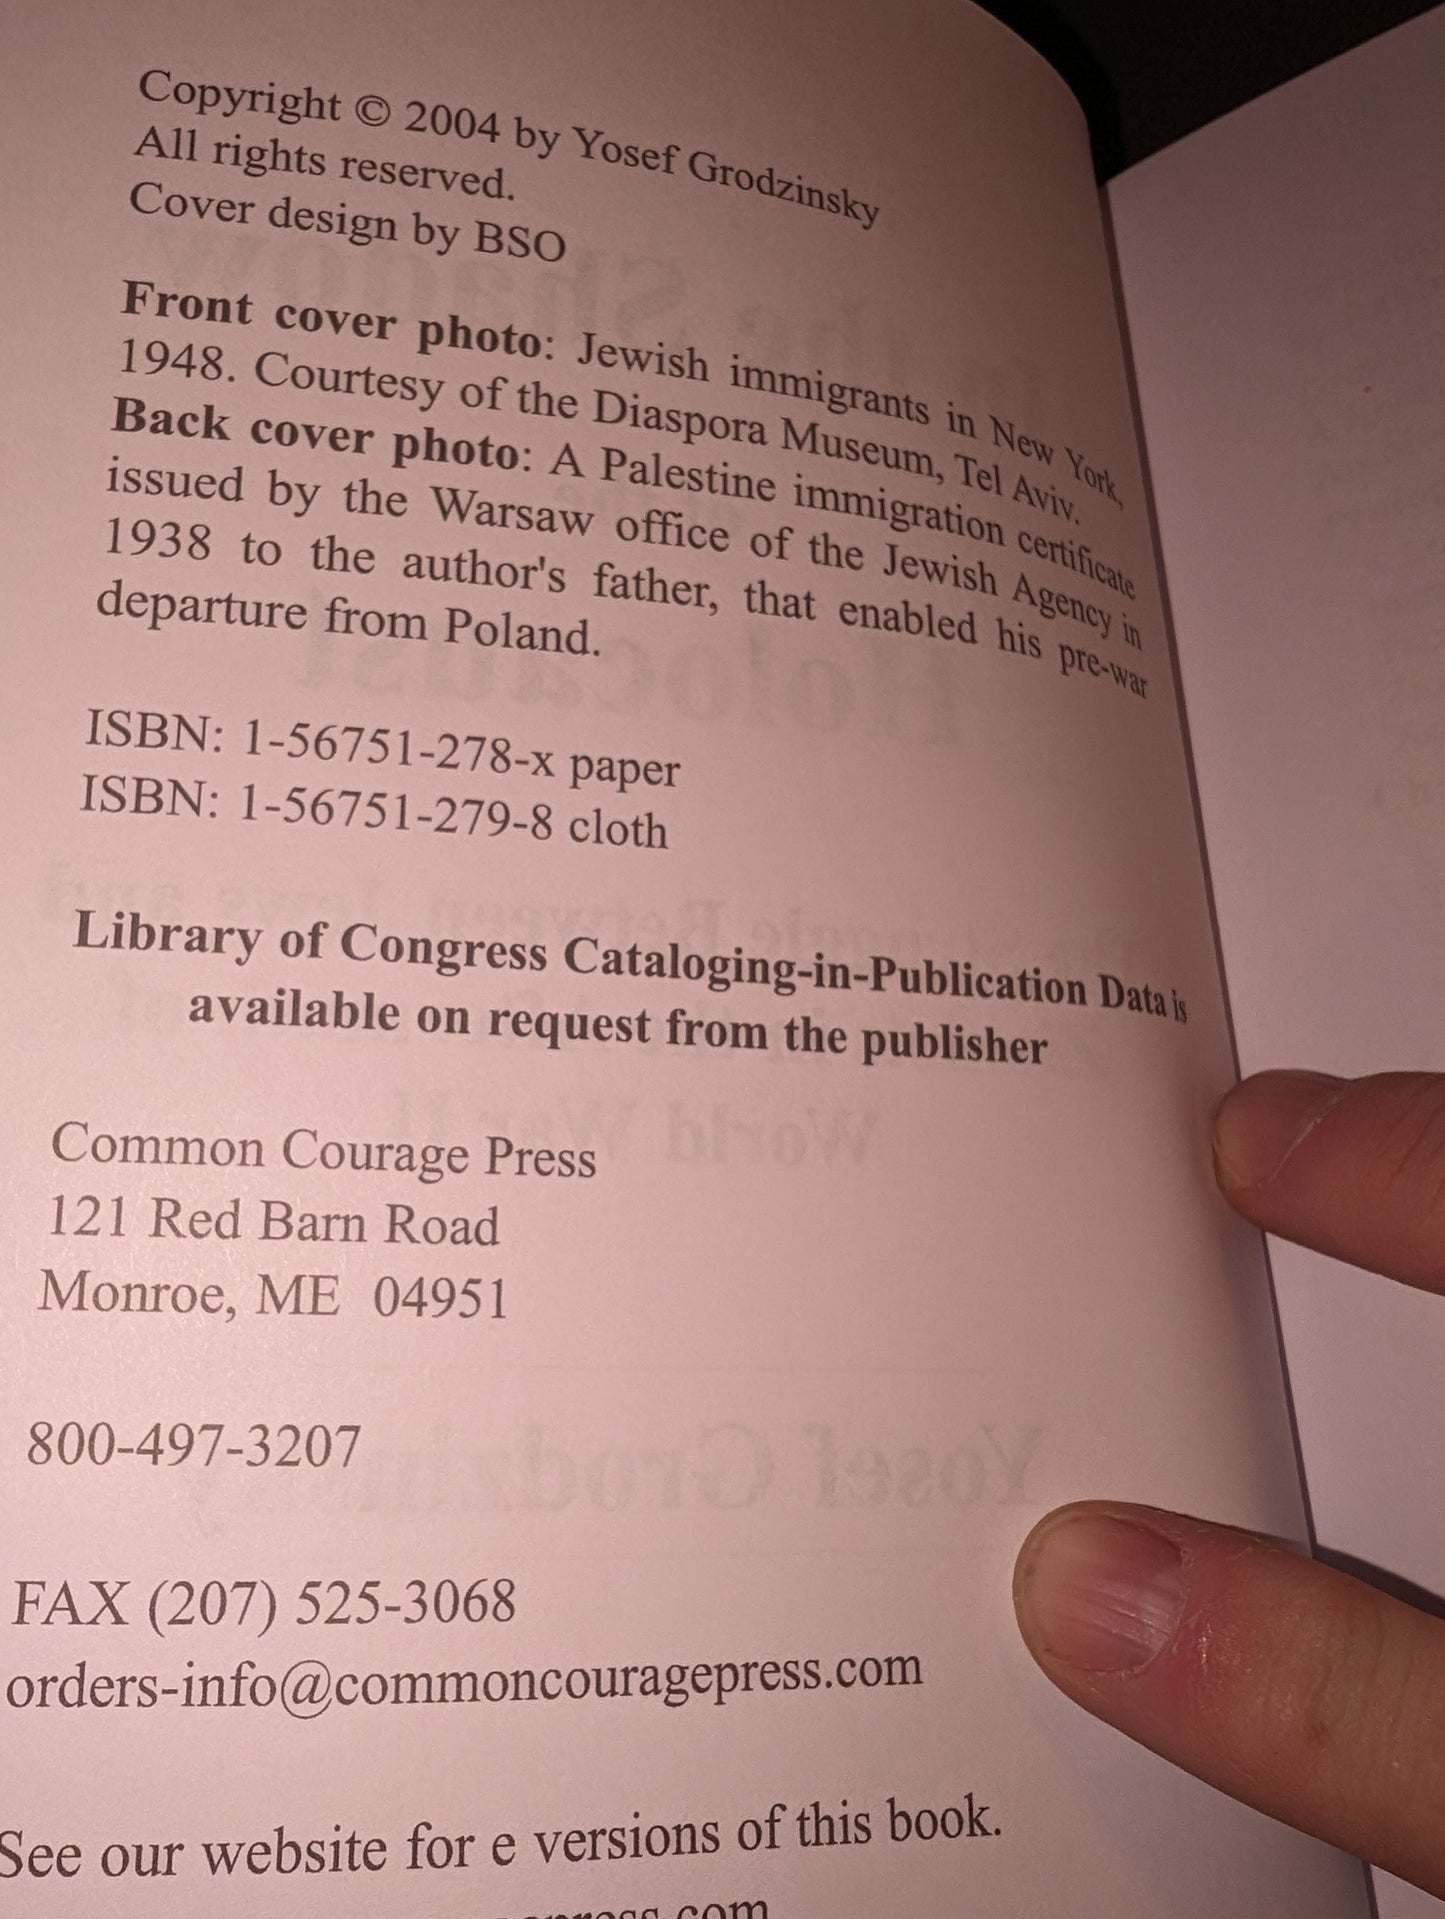 Copyright © 2004 by Yosef Grodzinsky
All rights reserved.
Cover design by BSO
Front cover photo: Jewish immigrants in New York,
1948. Courtesy of the Diaspora Museum, Tel Aviv.
Back cover photo: A Palestine immigration certificate
issued by the Warsaw office of the Jewish Agency in
1938 to the author's father, that enabled his pre-war
departure from Poland.
ISBN: 1-56751-278-x paper
ISBN: 1-56751-279-8 cloth
Library of Congress Cataloging-in-Publication Data is
available on request from the publisher
Common Courage Press
121 Red Barn Road
Monroe, ME 04951
800-497-3207
FAX (207) 525-3068
orders-info@commoncouragepress.com
See our website for e versions of this book.